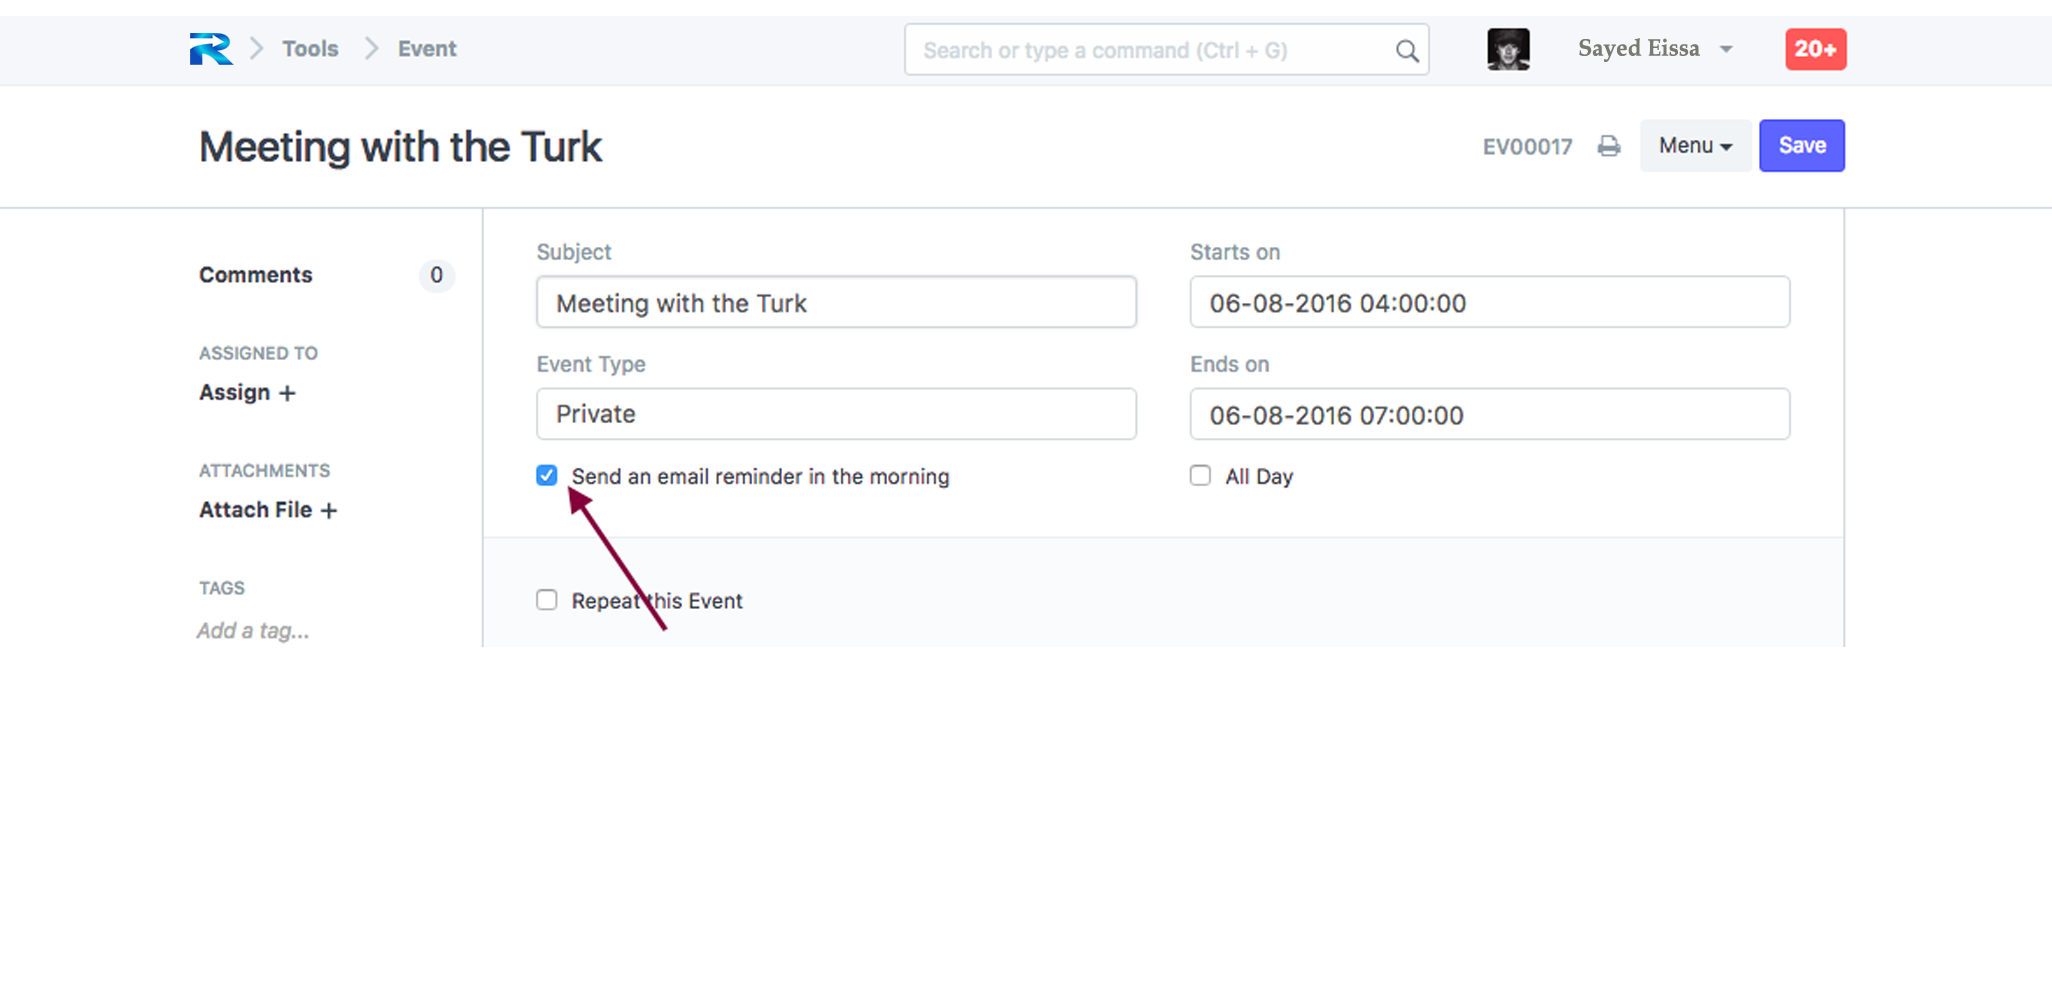 Tools Event
Search or type a command (Ctrl + G)
Sayed Eissa
20+
Meeting with the Turk
EV00017
Menu
Save
Comments 0
ASSIGNED TO
Assign +
ATTACHMENTS
Attach File +
TAGS
Add a tag...
Subject
Meeting with the Turk
Event Type
Private
Send an email reminder in the morning
Starts on
06-08-2016 04:00:00
Ends on
06-08-2016 07:00:00
All Day
Repeat this Event